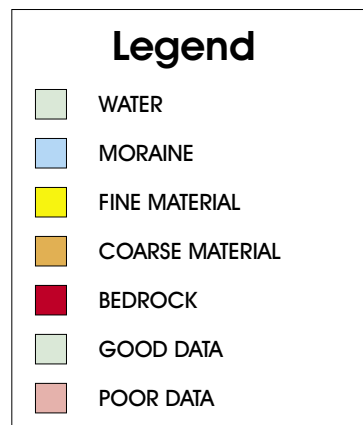 Legend
WATER
MORAINE
FINE MATERIAL
COARSE MATERIAL
BEDROCK
GOOD DATA
POOR DATA